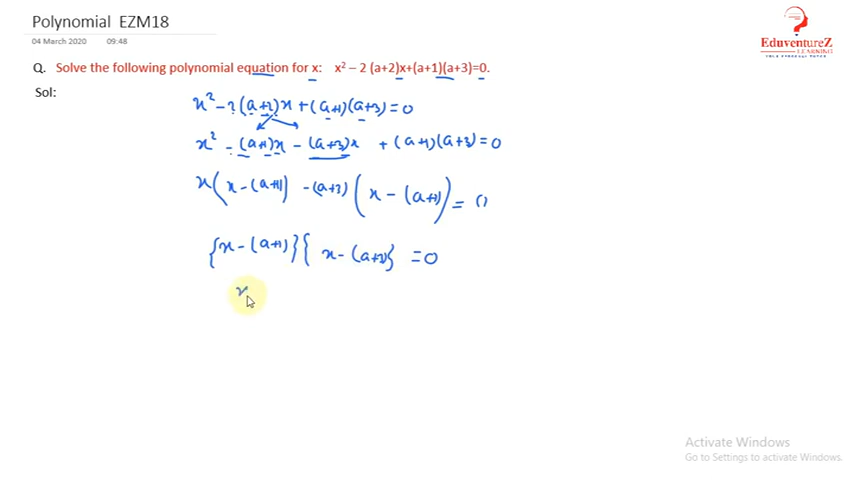 Polynomial EZM18
04 March 2020 09:48
EduventureZ
LEARNING
Q. Solve the following polynomial equation for x: x² – 2 (a+2)x+(a+1)(a+3)=0.
Sol:
x² - 2(a+2)x + (a+1)(a+3) = 0
x² - (a+1)x - (a+3)x + (a+1)(a+3) = 0
x(x - (a+1)) - (a+3)(x - (a+1)) = 0
{x - (a+1)}{x - (a+3)} = 0
x
Activate Windows
Go to Settings to activate Windows.